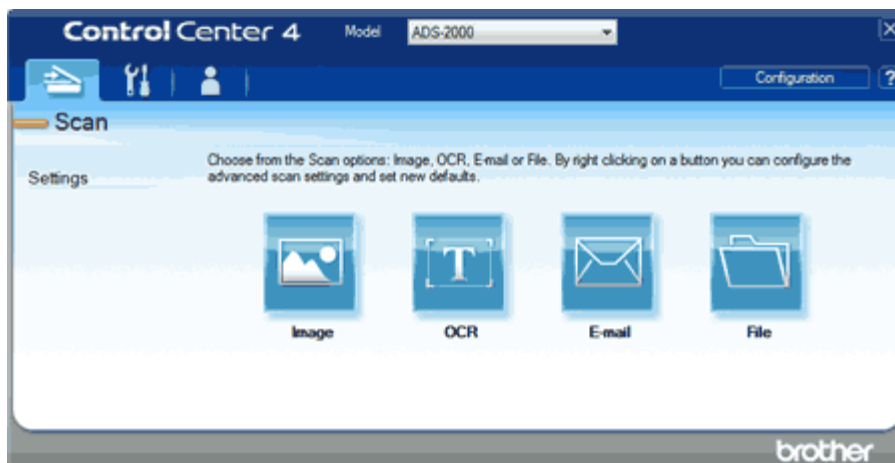 Control Center 4 Model ADS-2000
Configuration ?
Scan
Choose from the Scan options: Image, OCR, E-mail or File. By right clicking on a button you can configure the
advanced scan settings and set new defaults.
Settings
T
Image OCR E-mail File
brother